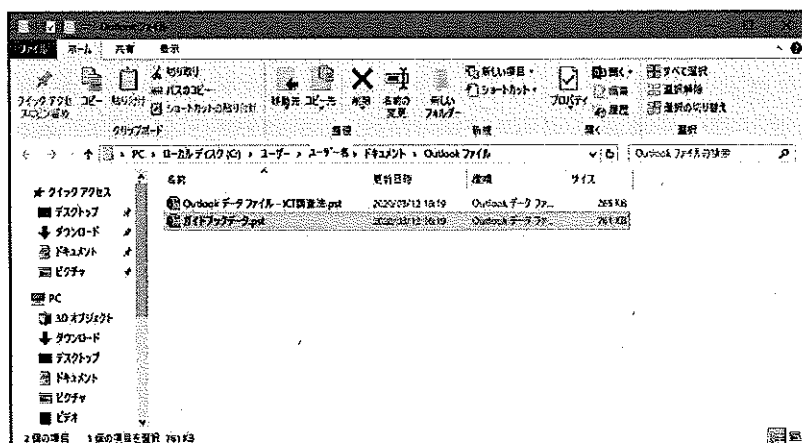 Outlook ファイル
ファイル ホーム 共有 表示
クイック アクセスにピン留め コピー 貼り付け 切り取り パスのコピー ショートカットの貼り付け 移動先 コピー先 削除 名前の変更 新しいフォルダー 新しい項目 ショートカット プロパティ 開く 編集 履歴 すべて選択 選択解除 選択の切り替え
クリップボード 整理 新規 開く 選択
PC › ローカル ディスク (C:) › ユーザー › ユーザー名 › ドキュメント › Outlook ファイル Outlook ファイルの検索
名前 更新日時 種類 サイズ
Outlook データ ファイル - ICT調査法.pst 2020/03/12 18:19 Outlook データ ファ... 265 KB
ガイドブックデータ.pst Outlook データ ファ... 761 KB
クイック アクセス
デスクトップ
ダウンロード
ドキュメント
ピクチャ
PC
3D オブジェクト
ダウンロード
デスクトップ
ドキュメント
ピクチャ
ビデオ
2 個の項目 1 個の項目を選択 761 KB